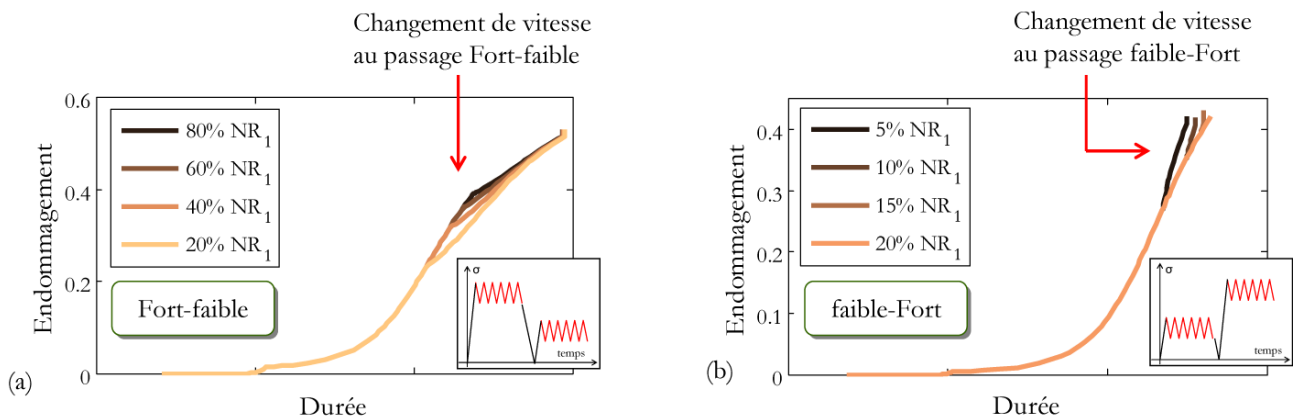 Changement de vitesse
au passage Fort-faible
0.6
0.4
0.2
0
Endommagement
80% NR1
60% NR1
40% NR1
20% NR1
Fort-faible
σ
temps
(a)
Durée
Changement de vitesse
au passage faible-Fort
0.4
0.3
0.2
0.1
0
Endommagement
5% NR1
10% NR1
15% NR1
20% NR1
faible-Fort
σ
temps
(b)
Durée